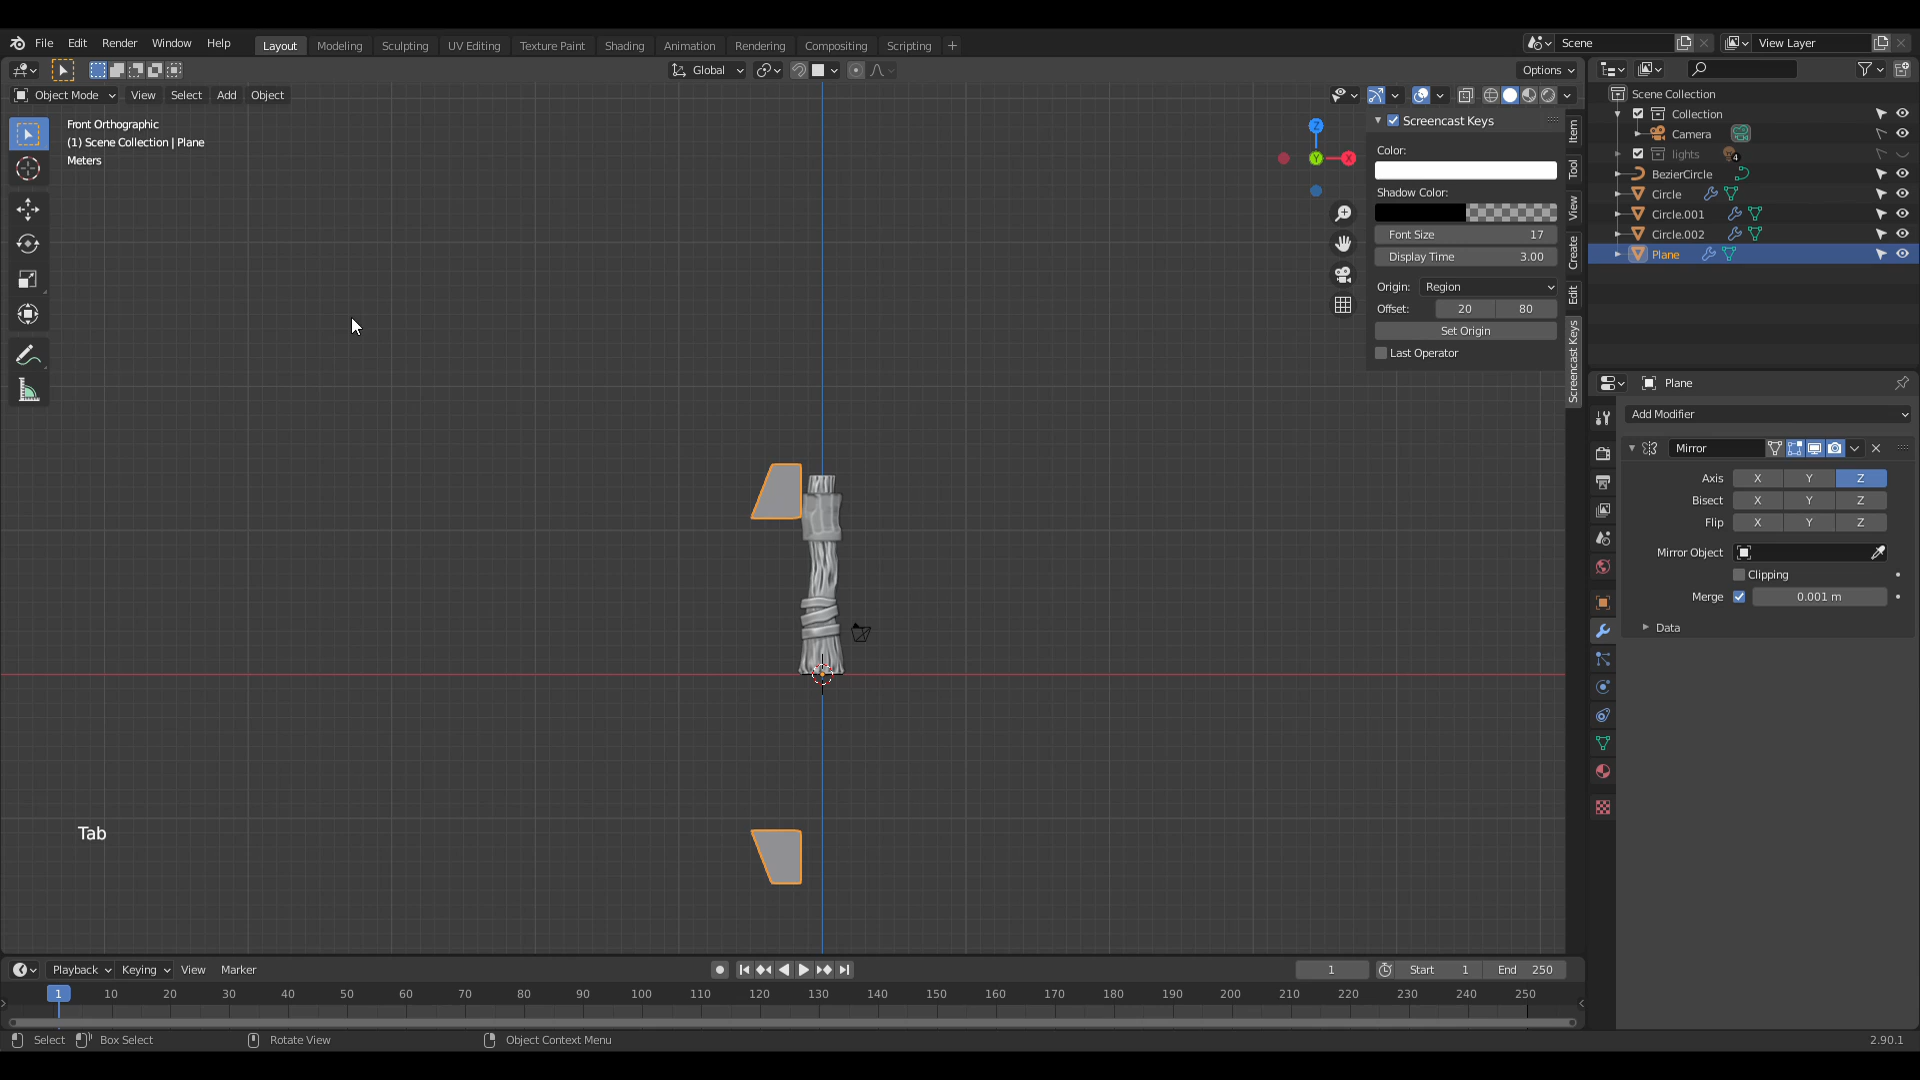 File Edit Render Window Help Layout Modeling Sculpting UV Editing Texture Paint Shading Animation Rendering Compositing Scripting + Scene View Layer
Global Options
Object Mode View Select Add Object
Front Orthographic
(1) Scene Collection | Plane
Meters
Z
Y
X
Screencast Keys
Color:
Shadow Color:
Font Size 17
Display Time 3.00
Origin: Region
Offset: 20 80
Set Origin
Last Operator
Item
Tool
View
Create
Edit
Screencast Keys
Scene Collection
Collection
Camera
lights 4
BezierCircle
Circle
Circle.001
Circle.002
Plane
Plane
Add Modifier
Mirror
Axis X Y Z
Bisect X Y Z
Flip X Y Z
Mirror Object
Clipping
Merge 0.001 m
Data
Tab
Playback Keying View Marker 1 Start 1 End 250
1 10 20 30 40 50 60 70 80 90 100 110 120 130 140 150 160 170 180 190 200 210 220 230 240 250
Select Box Select Rotate View Object Context Menu 2.90.1